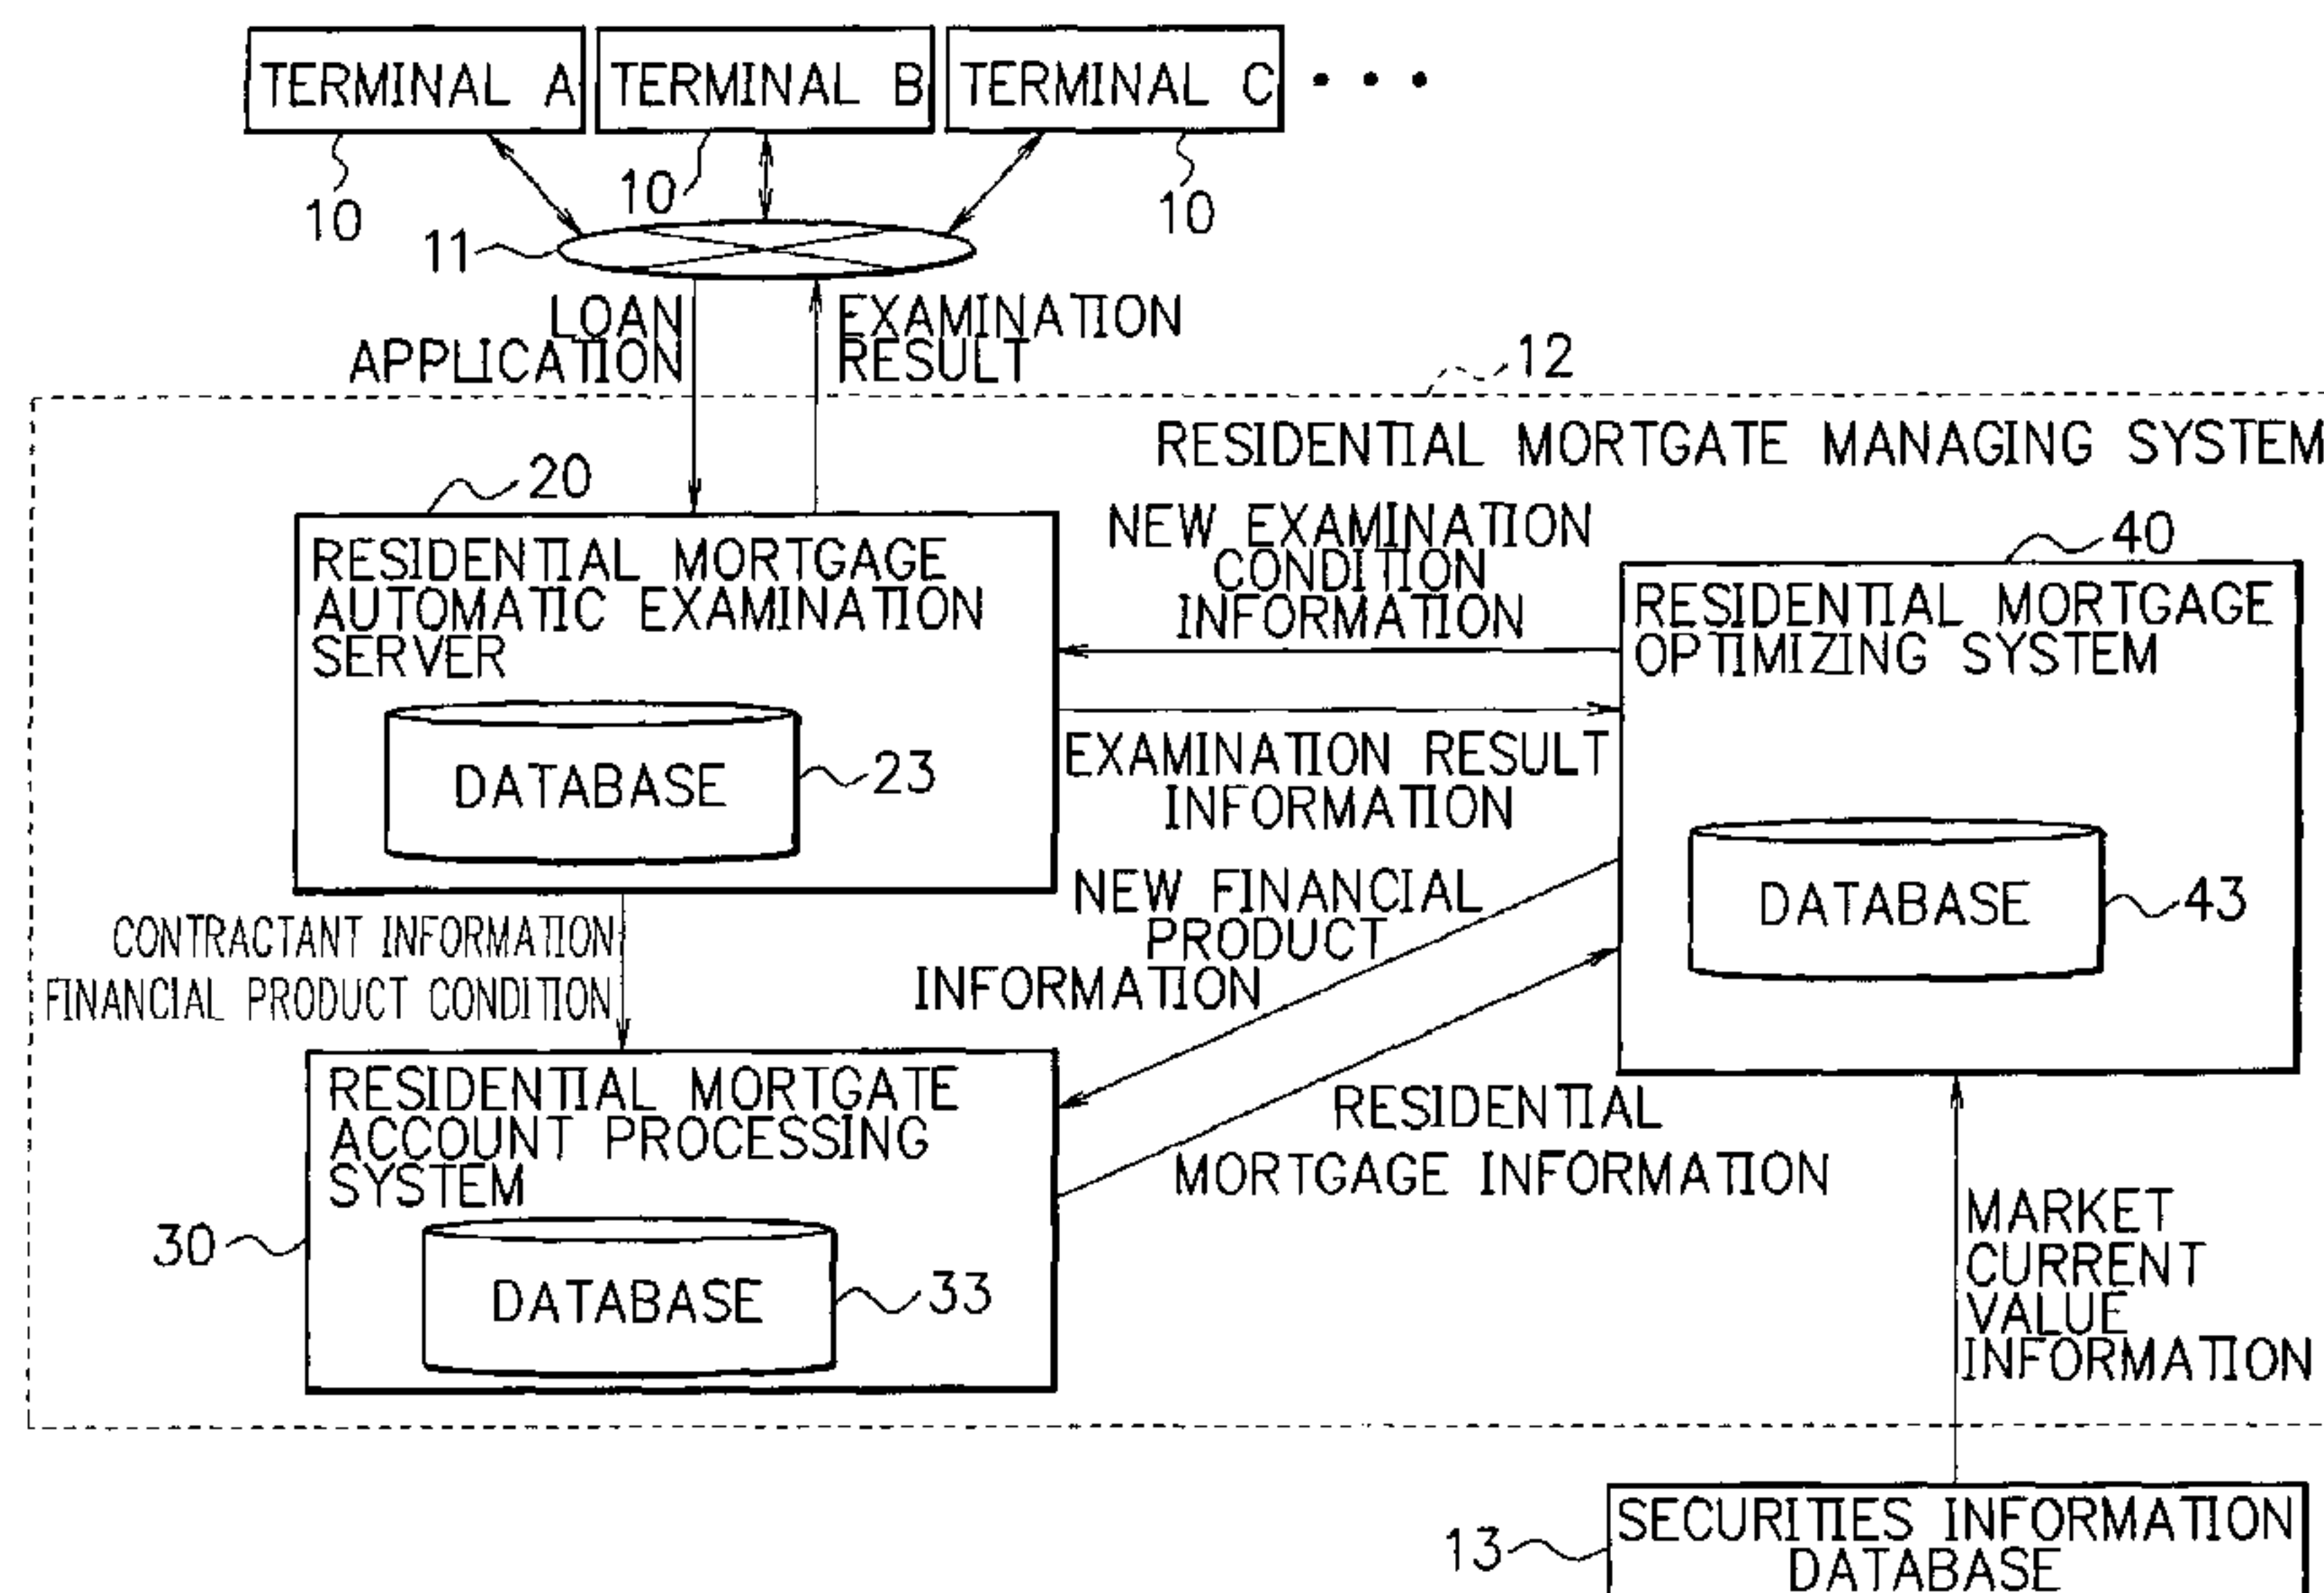 TERMINAL A
TERMINAL B
TERMINAL C
• • •
10
10
10
11
LOAN
APPLICATION
EXAMINATION
RESULT
12
RESIDENTIAL MORTGATE MANAGING SYSTEM
20
RESIDENTIAL MORTGAGE
AUTOMATIC EXAMINATION
SERVER
DATABASE
23
NEW EXAMINATION
CONDITION
INFORMATION
EXAMINATION RESULT
INFORMATION
40
RESIDENTIAL MORTGAGE
OPTIMIZING SYSTEM
DATABASE
43
CONTRACTANT INFORMATION
FINANCIAL PRODUCT CONDITION
NEW FINANCIAL
PRODUCT
INFORMATION
RESIDENTIAL MORTGATE
ACCOUNT PROCESSING
SYSTEM
30
DATABASE
33
RESIDENTIAL
MORTGAGE INFORMATION
MARKET
CURRENT
VALUE
INFORMATION
13
SECURITIES INFORMATION
DATABASE